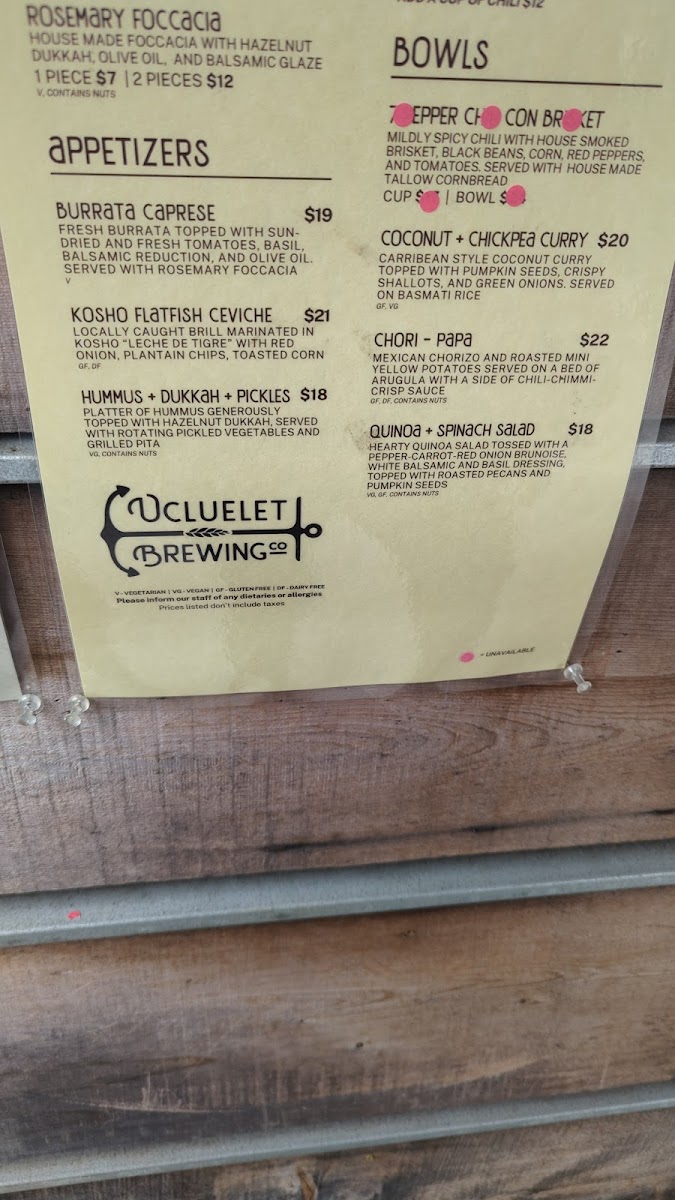 ROSEMARY FOCCACIA
HOUSE MADE FOCCACIA WITH HAZELNUT
DUKKAH, OLIVE OIL, AND BALSAMIC GLAZE
1 PIECE $7 | 2 PIECES $12
V, CONTAINS NUTS
APPETIZERS
BURRATA CAPRESE $19
FRESH BURRATA TOPPED WITH SUN-
DRIED AND FRESH TOMATOES, BASIL,
BALSAMIC REDUCTION, AND OLIVE OIL.
SERVED WITH ROSEMARY FOCCACIA
V
KOSHO FLATFISH CEVICHE $21
LOCALLY CAUGHT BRILL MARINATED IN
KOSHO "LECHE DE TIGRE" WITH RED
ONION, PLANTAIN CHIPS, TOASTED CORN
GF, DF
HUMMUS + DUKKAH + PICKLES $18
PLATTER OF HUMMUS GENEROUSLY
TOPPED WITH HAZELNUT DUKKAH, SERVED
WITH ROTATING PICKLED VEGETABLES AND
GRILLED PITA
VG, CONTAINS NUTS
UCLUELET
BREWING CO
V - VEGETARIAN | VG - VEGAN | GF - GLUTEN FREE | DF - DAIRY FREE
Please inform our staff of any dietaries or allergies
Prices listed don't include taxes
ADD A CUP OF CHILI $12
BOWLS
7 EPPER CH CON BR KET
MILDLY SPICY CHILI WITH HOUSE SMOKED
BRISKET, BLACK BEANS, CORN, RED PEPPERS,
AND TOMATOES. SERVED WITH HOUSE MADE
TALLOW CORNBREAD
CUP $ | BOWL $
COCONUT + CHICKPEA CURRY $20
CARRIBEAN STYLE COCONUT CURRY
TOPPED WITH PUMPKIN SEEDS, CRISPY
SHALLOTS, AND GREEN ONIONS. SERVED
ON BASMATI RICE
GF, VG
CHORI - PAPA $22
MEXICAN CHORIZO AND ROASTED MINI
YELLOW POTATOES SERVED ON A BED OF
ARUGULA WITH A SIDE OF CHILI-CHIMMI-
CRISP SAUCE
GF, DF, CONTAINS NUTS
QUINOA + SPINACH SALAD $18
HEARTY QUINOA SALAD TOSSED WITH A
PEPPER-CARROT-RED ONION BRUNOISE,
WHITE BALSAMIC AND BASIL DRESSING,
TOPPED WITH ROASTED PECANS AND
PUMPKIN SEEDS
VG, GF, CONTAINS NUTS
= UNAVAILABLE